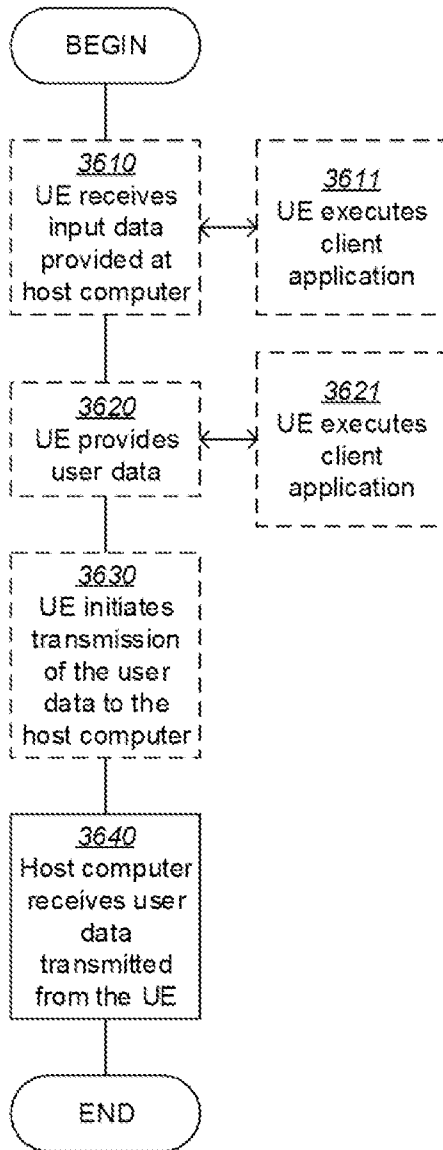 BEGIN
3610
UE receives
input data
provided at
host computer
3611
UE executes
client
application
3620
UE provides
user data
3621
UE executes
client
application
3630
UE initiates
transmission
of the user
data to the
host computer
3640
Host computer
receives user
data
transmitted
from the UE
END